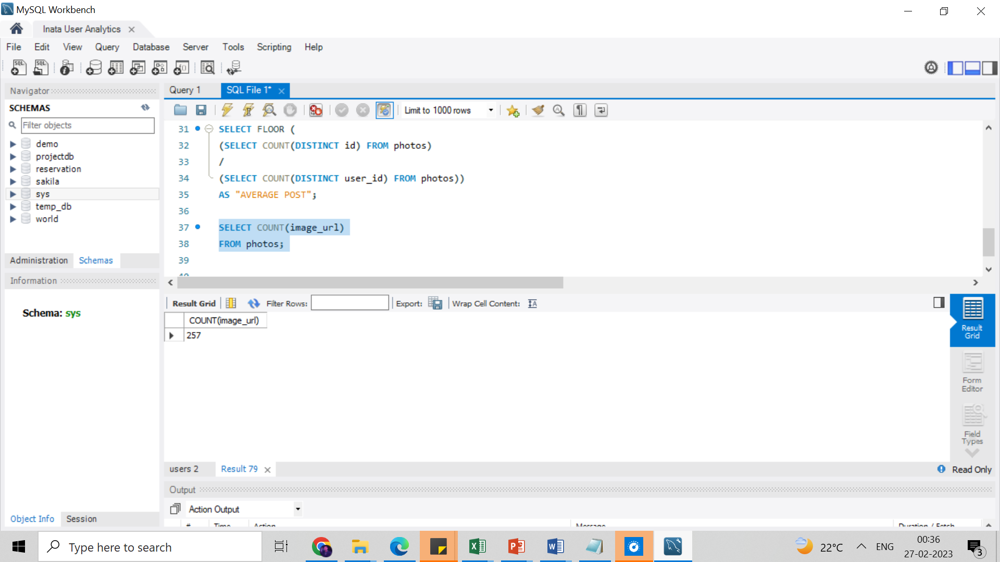 MySQL Workbench
Inata User Analytics
File Edit View Query Database Server Tools Scripting Help
Navigator
SCHEMAS
Filter objects
demo
projectdb
reservation
sakila
sys
temp_db
world
Administration Schemas
Information
Schema: sys
Object Info Session
Query 1 SQL File 1*
Limit to 1000 rows
31 SELECT FLOOR (
32 (SELECT COUNT(DISTINCT id) FROM photos)
33 /
34 (SELECT COUNT(DISTINCT user_id) FROM photos))
35 AS "AVERAGE POST";
36
37 SELECT COUNT(image_url)
38 FROM photos;
39
40
Result Grid Filter Rows: Export: Wrap Cell Content:
COUNT(image_url)
257
Result
Grid
Form
Editor
Field
Types
users 2 Result 79
Read Only
Output
Action Output
# Time Action Message Duration / Fetch
Type here to search
22°C ENG
00:36
27-02-2023
3